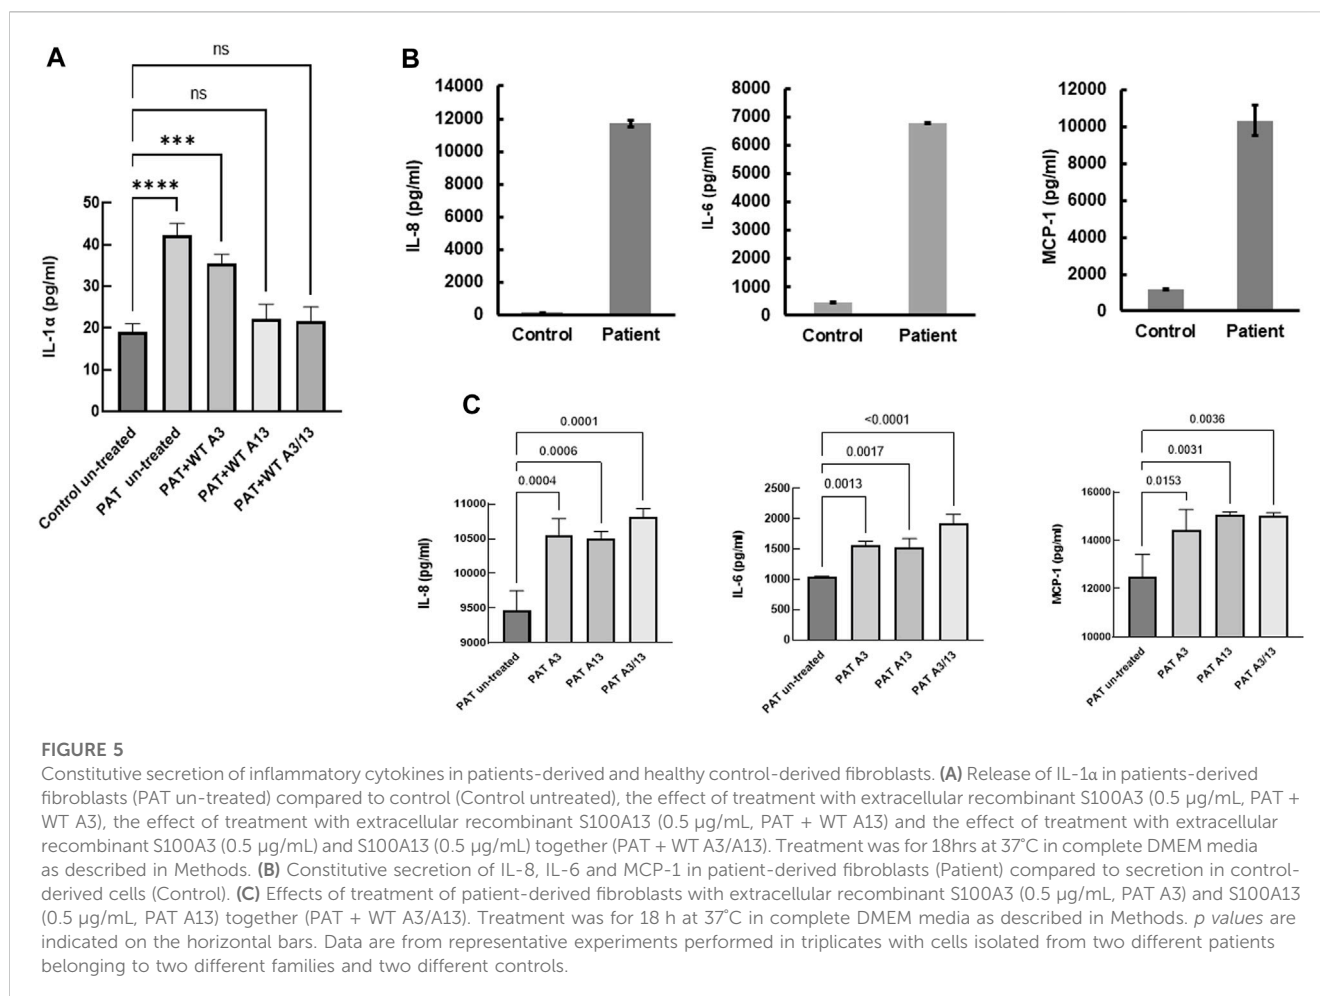 A
ns
ns
***
****
50
40
30
20
10
0
IL-1α (pg/ml)
Control un-treated
PAT un-treated
PAT+WT A3
PAT+WT A13
PAT+WT A3/13
B
14000
12000
10000
8000
6000
4000
2000
0
IL-8 (pg/ml)
Control
Patient
8000
7000
6000
5000
4000
3000
2000
1000
0
IL-6 (pg/ml)
Control
Patient
12000
10000
8000
6000
4000
2000
0
MCP-1 (pg/ml)
Control
Patient
C
0.0001
0.0006
0.0004
11000
10500
10000
9500
9000
IL-8 (pg/ml)
PAT un-treated
PAT A3
PAT A13
PAT A3/13
<0.0001
0.0017
0.0013
2500
2000
1500
1000
500
0
IL-6 (pg/ml)
PAT un-treated
PAT A3
PAT A13
PAT A3/13
0.0036
0.0031
0.0153
16000
14000
12000
10000
MCP-1 (pg/ml)
PAT un-treated
PAT A3
PAT A13
PAT A3/13
FIGURE 5
Constitutive secretion of inflammatory cytokines in patients-derived and healthy control-derived fibroblasts. (A) Release of IL-1α in patients-derived
fibroblasts (PAT un-treated) compared to control (Control untreated), the effect of treatment with extracellular recombinant S100A3 (0.5 µg/mL, PAT +
WT A3), the effect of treatment with extracellular recombinant S100A13 (0.5 µg/mL, PAT + WT A13) and the effect of treatment with extracellular
recombinant S100A3 (0.5 µg/mL) and S100A13 (0.5 µg/mL) together (PAT + WT A3/A13). Treatment was for 18hrs at 37°C in complete DMEM media
as described in Methods. (B) Constitutive secretion of IL-8, IL-6 and MCP-1 in patient-derived fibroblasts (Patient) compared to secretion in control-
derived cells (Control). (C) Effects of treatment of patient-derived fibroblasts with extracellular recombinant S100A3 (0.5 µg/mL, PAT A3) and S100A13
(0.5 µg/mL, PAT A13) together (PAT + WT A3/A13). Treatment was for 18 h at 37°C in complete DMEM media as described in Methods. p values are
indicated on the horizontal bars. Data are from representative experiments performed in triplicates with cells isolated from two different patients
belonging to two different families and two different controls.